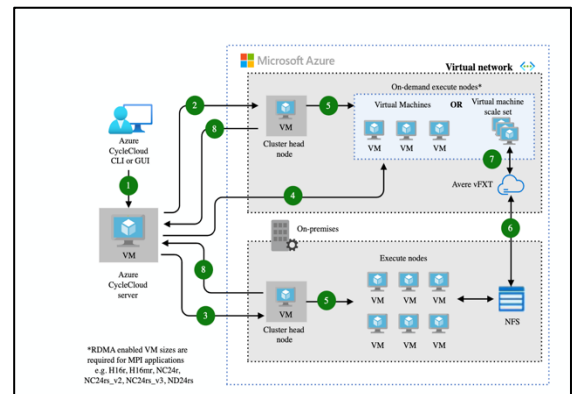 Microsoft Azure
Virtual network
On-demand execute nodes*
2
5
Virtual Machines
OR
Virtual machine
scale set
VM
Azure
CycleCloud
CLI or GUI
8
Cluster head
node
VM
VM
VM
7
1
4
Avere vFXT
On-premises
6
VM
Azure
CycleCloud
server
8
Execute nodes
5
VM
VM
VM
3
VM
Cluster head
node
VM
VM
VM
NFS
*RDMA enabled VM sizes are
required for MPI applications
e.g. H16r, H16mr, NC24r,
NC24rs_v2, NC24rs_v3, ND24rs